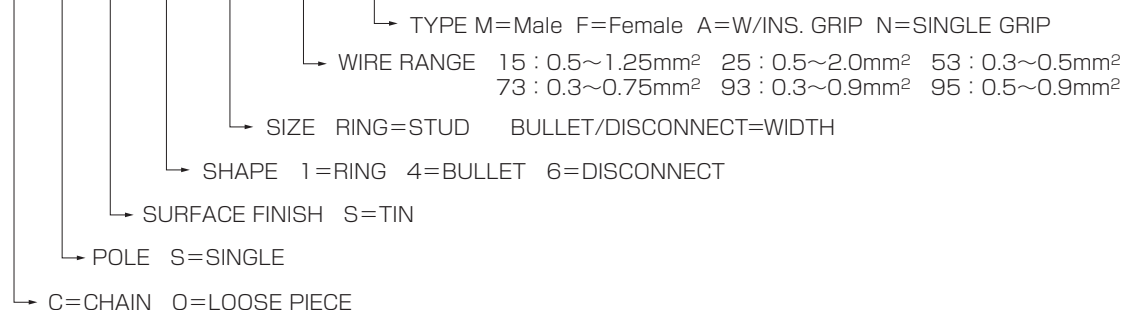 TYPE M=Male F=Female A=W/INS. GRIP N=SINGLE GRIP
WIRE RANGE 15：0.5〜1.25mm² 25：0.5〜2.0mm² 53：0.3〜0.5mm²
73：0.3〜0.75mm² 93：0.3〜0.9mm² 95：0.5〜0.9mm²
SIZE RING=STUD BULLET/DISCONNECT=WIDTH
SHAPE 1=RING 4=BULLET 6=DISCONNECT
SURFACE FINISH S=TIN
POLE S=SINGLE
C=CHAIN O=LOOSE PIECE